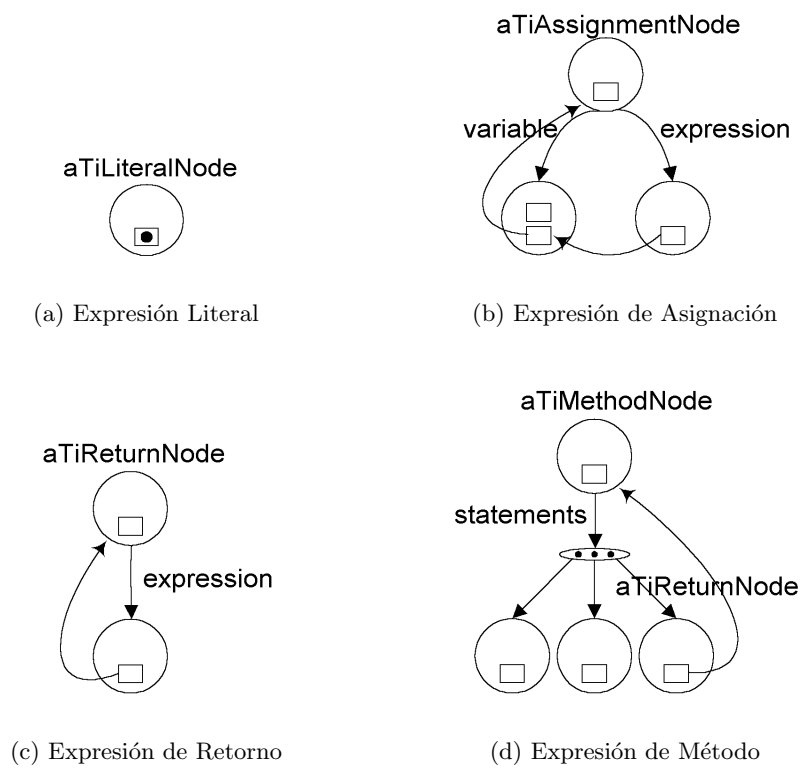 aTiAssignmentNode
variable
expression
aTiLiteralNode
(a) Expresión Literal
(b) Expresión de Asignación
aTiMethodNode
aTiReturnNode
statements
expression
aTiReturnNode
(c) Expresión de Retorno
(d) Expresión de Método